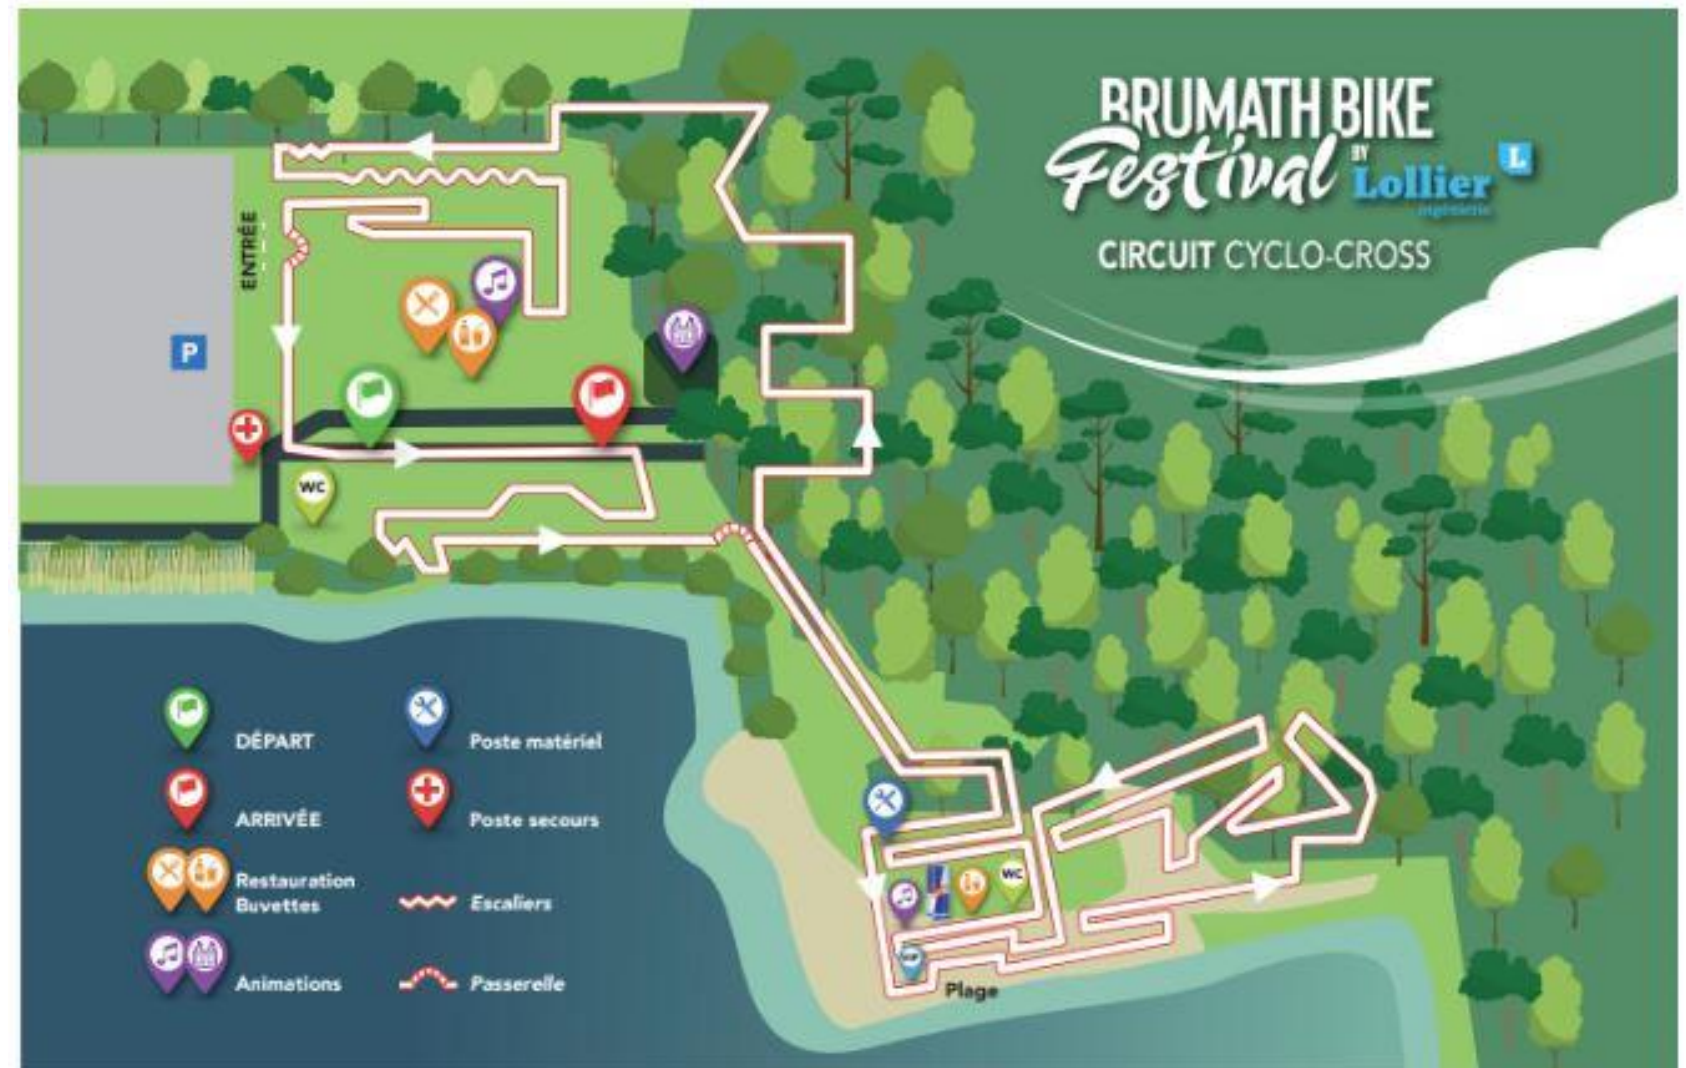 BRUMATH BIKE
Festival BY Lollier L
ingénierie
CIRCUIT CYCLO-CROSS
ENTRÉE
P
WC
WC
Plage
DÉPART
Poste matériel
ARRIVÉE
Poste secours
Restauration
Buvettes
Escaliers
Animations
Passerelle